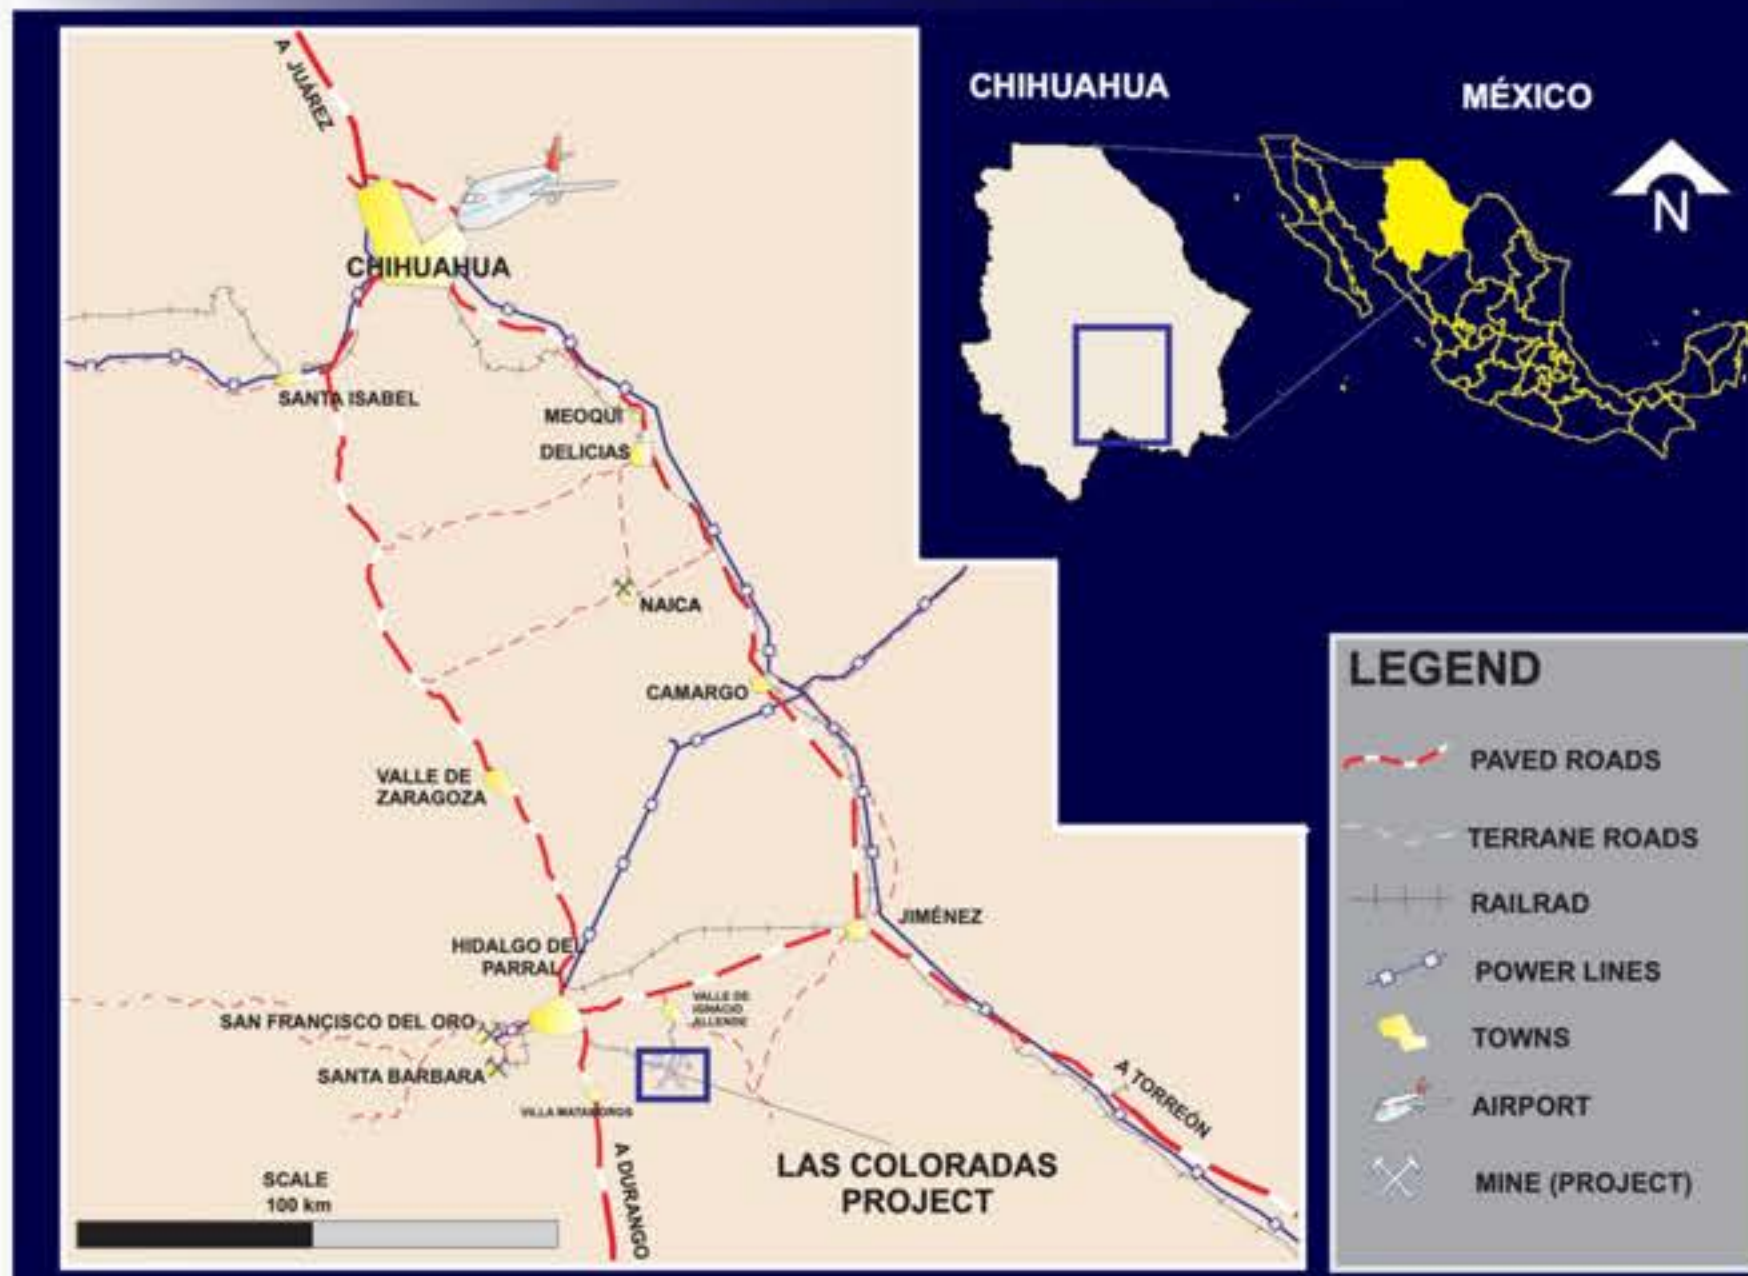 A JUÁREZ
CHIHUAHUA
MÉXICO
N
CHIHUAHUA
SANTA ISABEL
MEOQUI
DELICIAS
NAICA
CAMARGO
VALLE DE
ZARAGOZA
JIMÉNEZ
HIDALGO DEL
PARRAL
VALLE DE
IGNACIO
ALLENDE
SAN FRANCISCO DEL ORO
SANTA BARBARA
VILLA MATAMOROS
A TORREÓN
A DURANGO
LAS COLORADAS
PROJECT
SCALE
100 km
LEGEND
PAVED ROADS
TERRANE ROADS
RAILRAD
POWER LINES
TOWNS
AIRPORT
MINE (PROJECT)